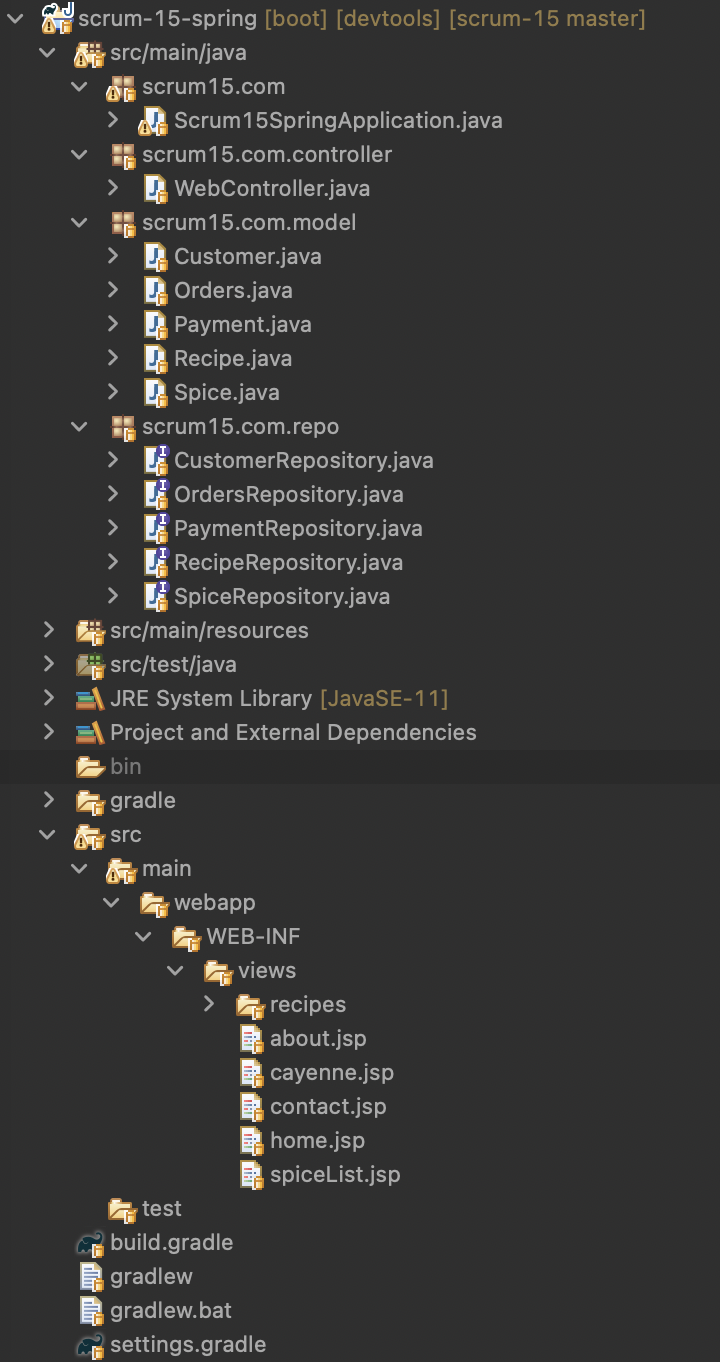 scrum-15-spring [boot] [devtools] [scrum-15 master]
src/main/java
scrum15.com
Scrum15SpringApplication.java
scrum15.com.controller
WebController.java
scrum15.com.model
Customer.java
Orders.java
Payment.java
Recipe.java
Spice.java
scrum15.com.repo
CustomerRepository.java
OrdersRepository.java
PaymentRepository.java
RecipeRepository.java
SpiceRepository.java
src/main/resources
src/test/java
JRE System Library [JavaSE-11]
Project and External Dependencies
bin
gradle
src
main
webapp
WEB-INF
views
recipes
about.jsp
cayenne.jsp
contact.jsp
home.jsp
spiceList.jsp
test
build.gradle
gradlew
gradlew.bat
settings.gradle